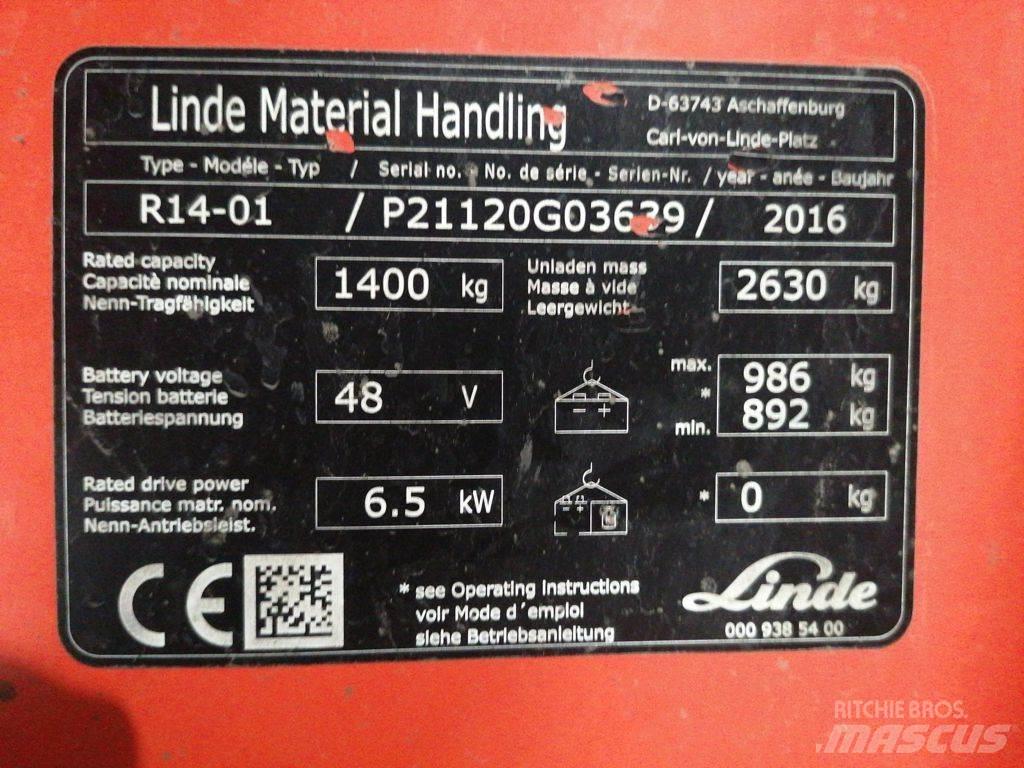 Linde Material Handling
D-63743 Aschaffenburg
Carl-von-Linde-Platz
Type - Modéle - Typ / Serial no. - No. de série - Serien-Nr. / year - anée - Baujahr
R14-01 / P21120G03639 / 2016
Rated capacity
Capacitè nominale
Nenn-Tragfähigkeit
1400 kg
Unladen mass
Masse à vide
Leergewicht
2630 kg
Battery voltage
Tension batterie
Batteriespannung
48 V
- +
max. 986 kg
*
min. 892 kg
Rated drive power
Puissance matr. nom.
Nenn-Antriebsleist.
6.5 kW
- +
* 0 kg
CE
* see Operating instructions
voir Mode d´emploi
siehe Betriebsanleitung
Linde
000 938 54 00
RITCHIE BROS.
MASCUS